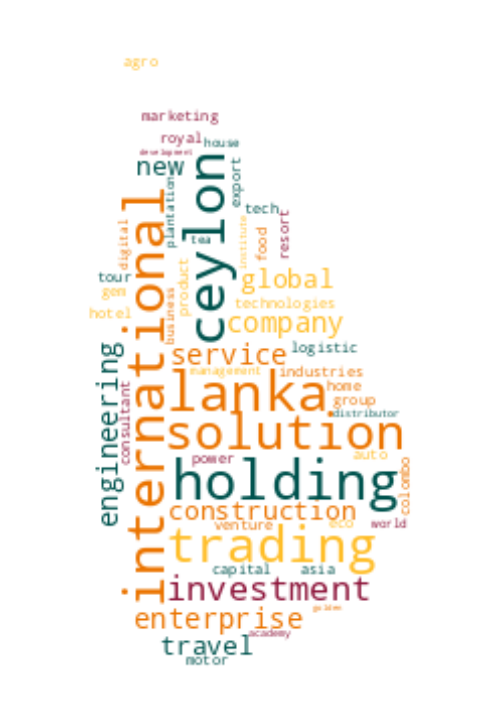 agro
marketing
royal
house
development
new
ceylon
export
plantation
international
tech
resort
tea
institute
food
digital
tour
gem
hotel
product
business
global
technologies
company
service
logistic
engineering
consultant
management
industries
lanka
home
group
distributor
solution
power
auto
holding
colombo
construction
venture
eco
world
trading
capital
asia
investment
golden
enterprise
academy
travel
motor